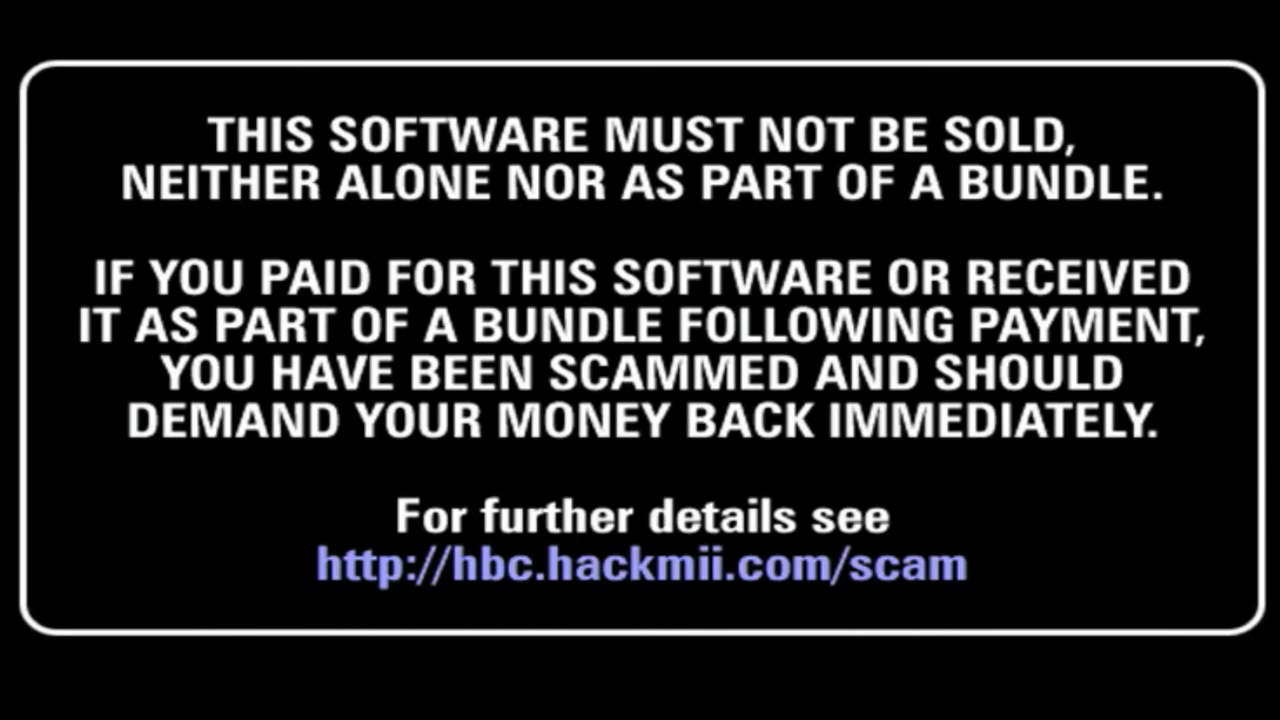 THIS SOFTWARE MUST NOT BE SOLD,
NEITHER ALONE NOR AS PART OF A BUNDLE.
IF YOU PAID FOR THIS SOFTWARE OR RECEIVED
IT AS PART OF A BUNDLE FOLLOWING PAYMENT,
YOU HAVE BEEN SCAMMED AND SHOULD
DEMAND YOUR MONEY BACK IMMEDIATELY.
For further details see
http://hbc.hackmii.com/scam